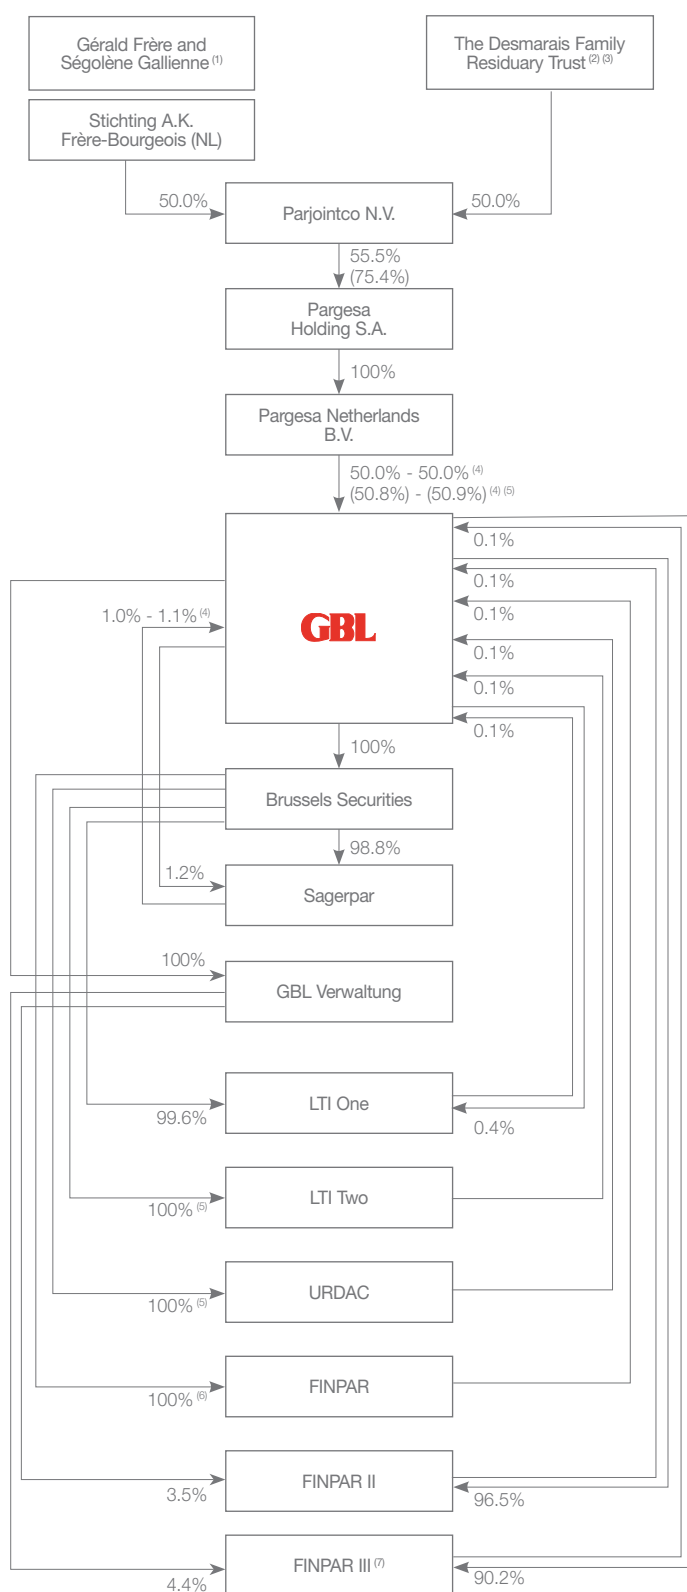 Gérald Frère and
Ségolène Gallienne (1)
The Desmarais Family
Residuary Trust (2) (3)
Stichting A.K.
Frère-Bourgeois (NL)
50.0%
Parjointco N.V.
50.0%
55.5%
(75.4%)
Pargesa
Holding S.A.
100%
Pargesa Netherlands
B.V.
50.0% - 50.0% (4)
(50.8%) - (50.9%) (4) (5)
0.1%
0.1%
1.0% - 1.1% (4)
0.1%
GBL
0.1%
0.1%
0.1%
100%
Brussels Securities
98.8%
1.2%
Sagerpar
100%
GBL Verwaltung
LTI One
99.6%
0.4%
LTI Two
100% (5)
URDAC
100% (5)
FINPAR
100% (6)
FINPAR II
3.5%
96.5%
FINPAR III (7)
4.4%
90.2%